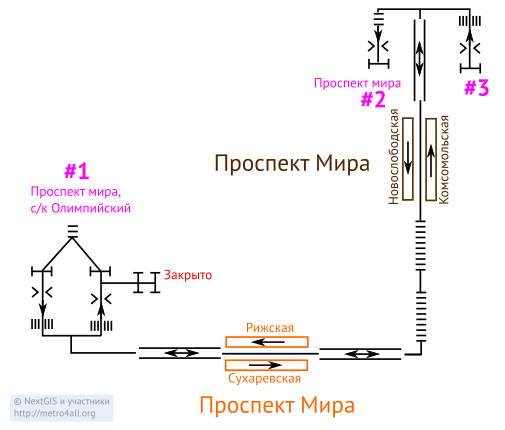 Проспект мира
#2
#3
Новослободская
Комсомольская
Проспект Мира
#1
Проспект мира,
с/к Олимпийский
Закрыто
Рижская
Сухаревская
Проспект Мира
© NextGIS и участники
http://metro4all.org